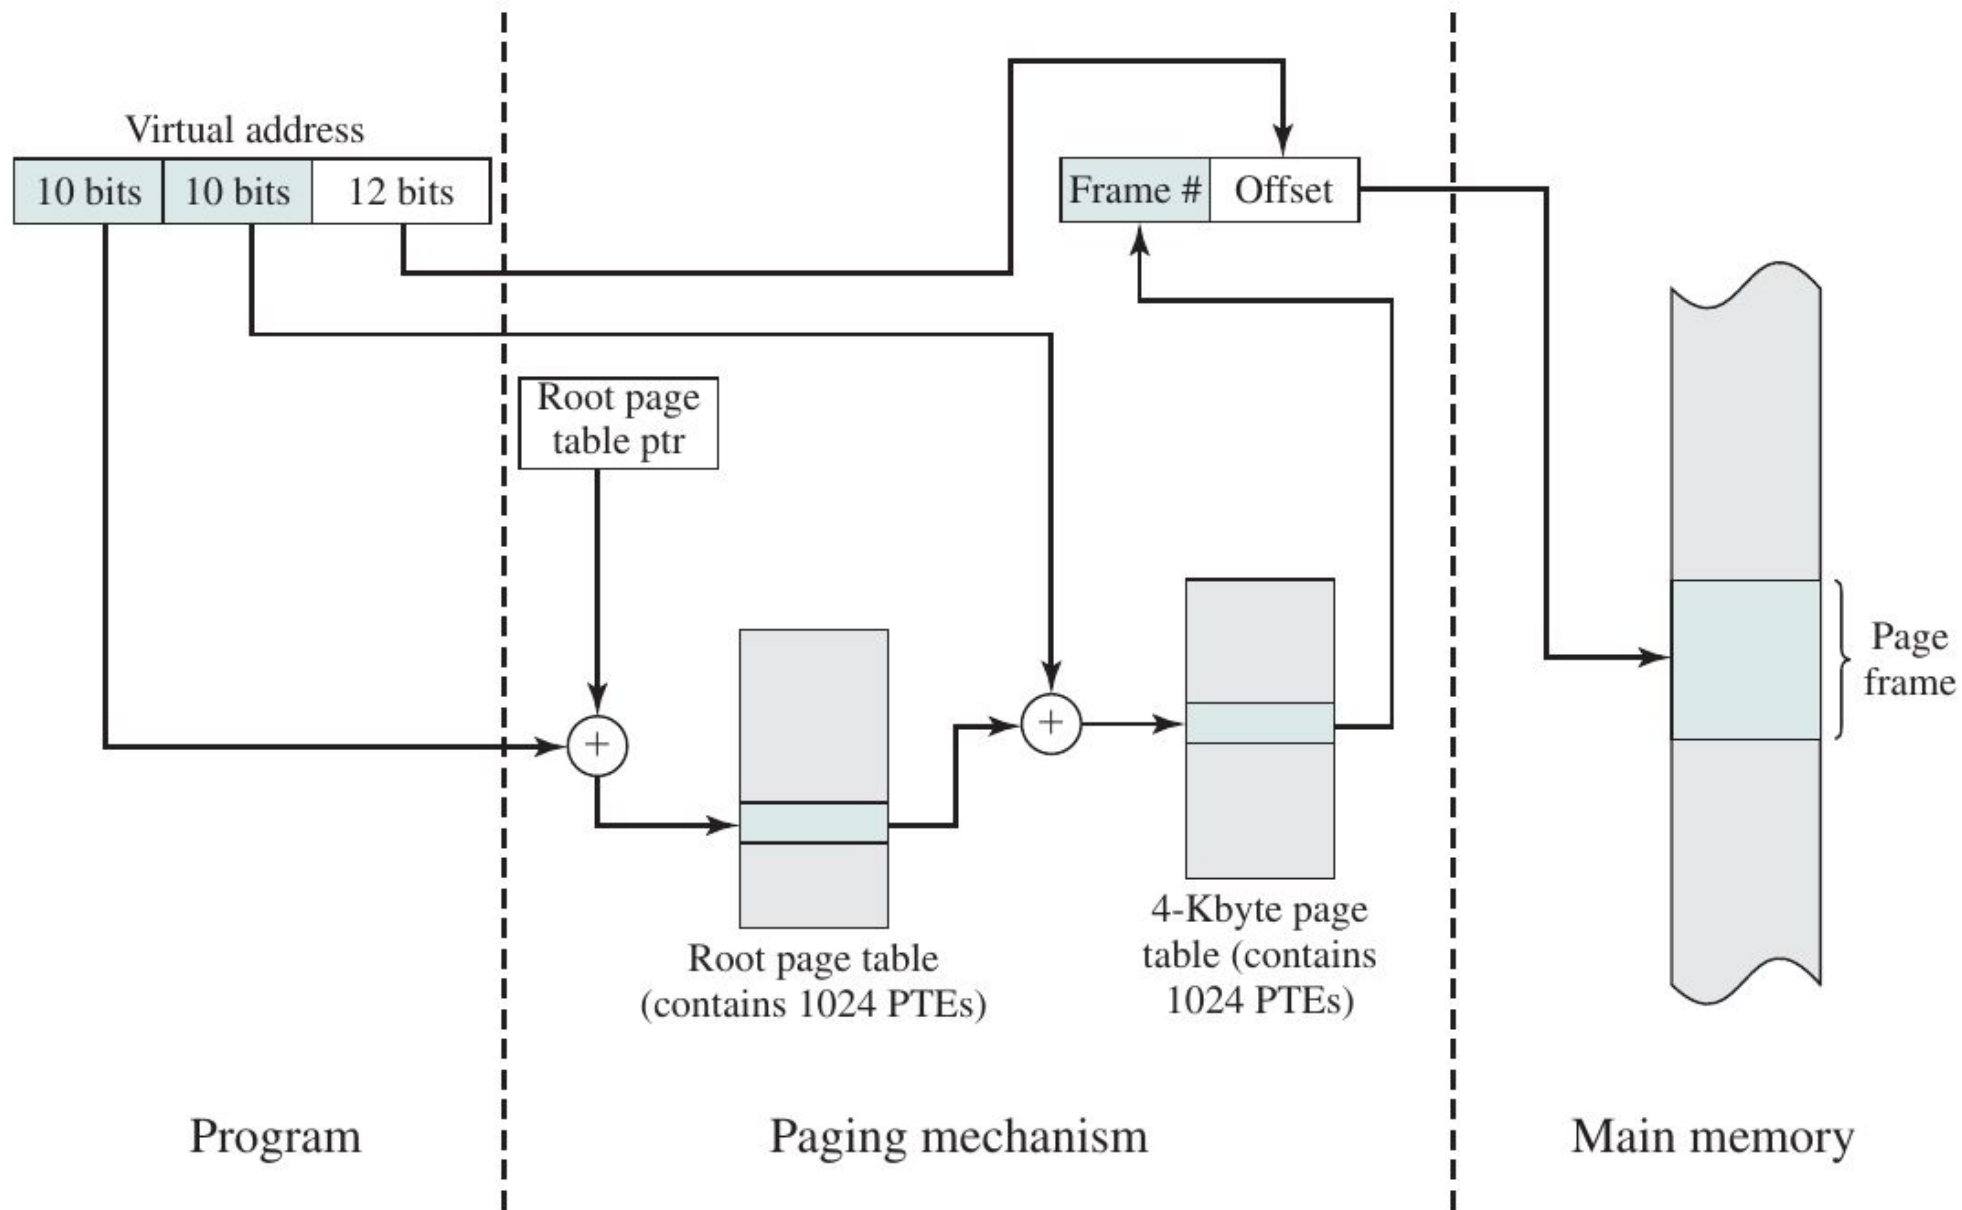 Virtual address
10 bits 10 bits 12 bits
Frame # Offset
Root page
table ptr
+
+
Page
frame
Root page table
(contains 1024 PTEs)
4-Kbyte page
table (contains
1024 PTEs)
Program
Paging mechanism
Main memory